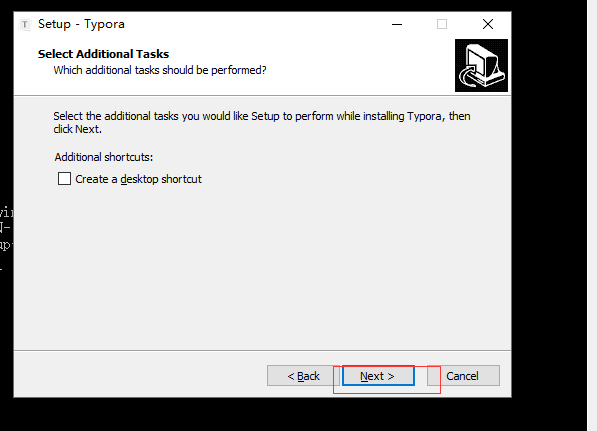 T Setup - Typora
Select Additional Tasks
Which additional tasks should be performed?
Select the additional tasks you would like Setup to perform while installing Typora, then
click Next.
Additional shortcuts:
Create a desktop shortcut
< Back Next > Cancel